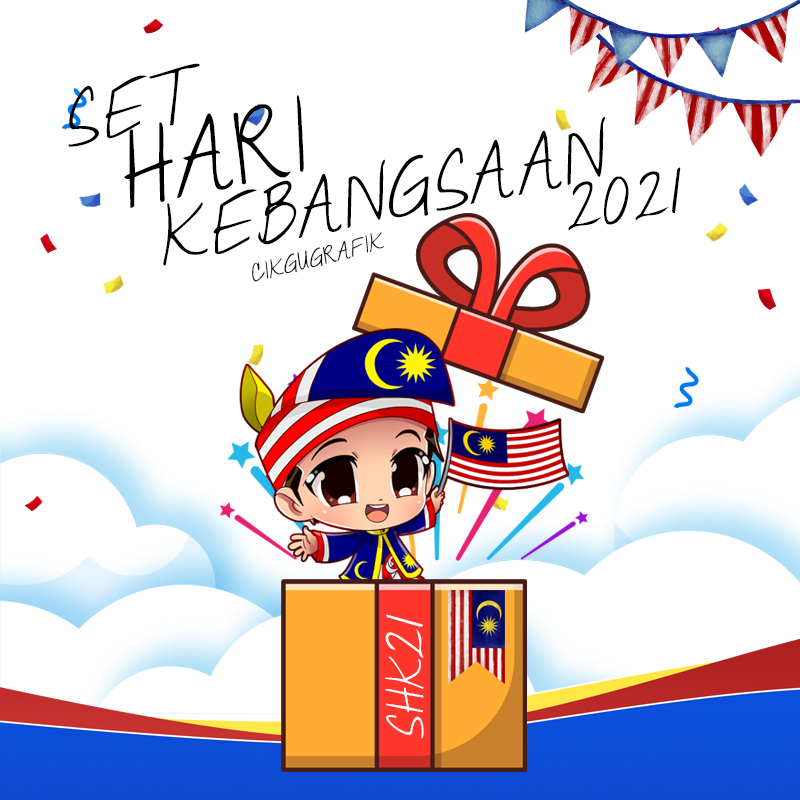 SET
HARI
KEBANGSAAN
2021
CIKGUGRAFIK
SHK21